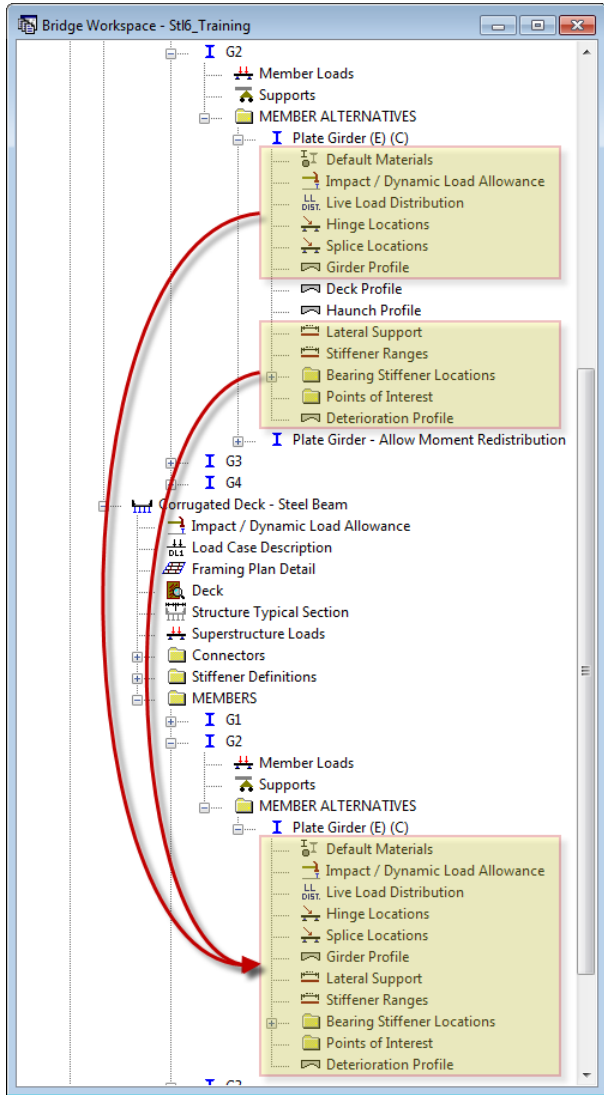 Bridge Workspace - Stl6_Training
G2
Member Loads
Supports
MEMBER ALTERNATIVES
Plate Girder (E) (C)
Default Materials
Impact / Dynamic Load Allowance
LL DIST. Live Load Distribution
Hinge Locations
Splice Locations
Girder Profile
Deck Profile
Haunch Profile
Lateral Support
Stiffener Ranges
Bearing Stiffener Locations
Points of Interest
Deterioration Profile
Plate Girder - Allow Moment Redistribution
G3
G4
Corrugated Deck - Steel Beam
Impact / Dynamic Load Allowance
DL1 Load Case Description
Framing Plan Detail
Deck
Structure Typical Section
Superstructure Loads
Connectors
Stiffener Definitions
MEMBERS
G1
G2
Member Loads
Supports
MEMBER ALTERNATIVES
Plate Girder (E) (C)
Default Materials
Impact / Dynamic Load Allowance
LL DIST. Live Load Distribution
Hinge Locations
Splice Locations
Girder Profile
Lateral Support
Stiffener Ranges
Bearing Stiffener Locations
Points of Interest
Deterioration Profile